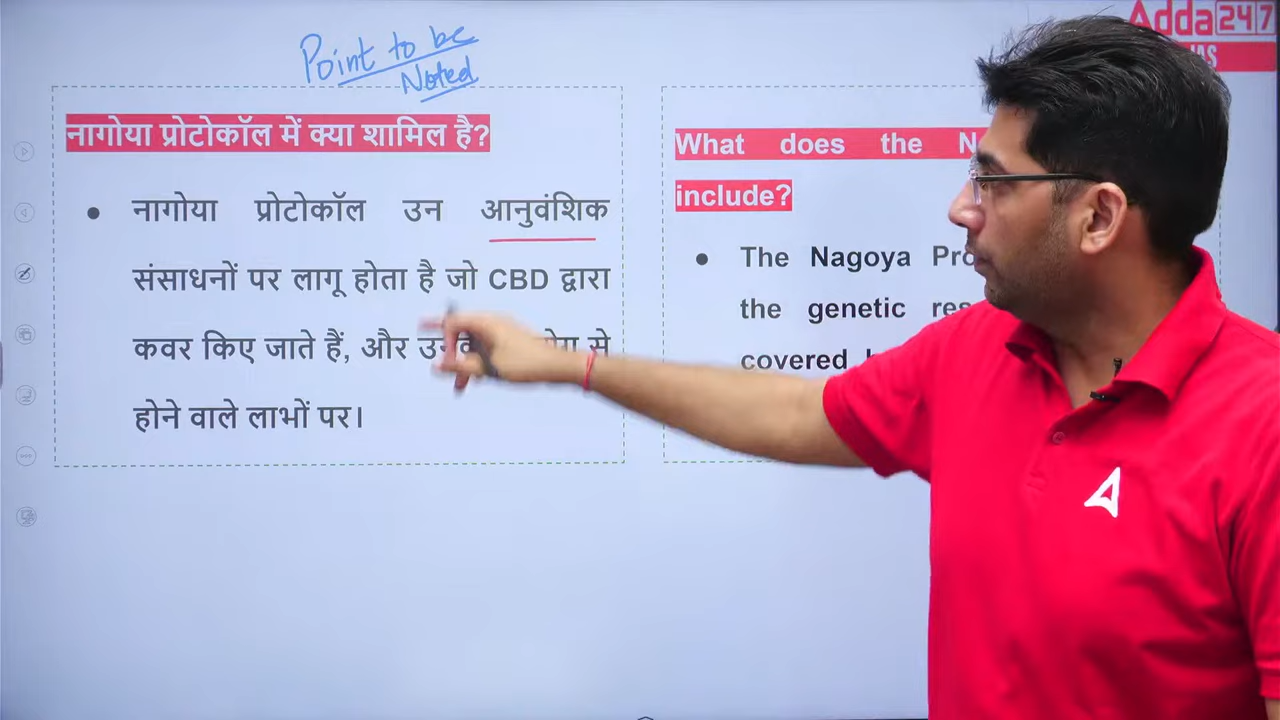 Point to be
Noted
Adda247
IAS
नागोया प्रोटोकॉल में क्या शामिल है?
● नागोया प्रोटोकॉल उन आनुवंशिक
संसाधनों पर लागू होता है जो CBD द्वारा
कवर किए जाते हैं, और से
होने वाले लाभों पर।
What does the
include?
● The Nagoya
the genetic
covered